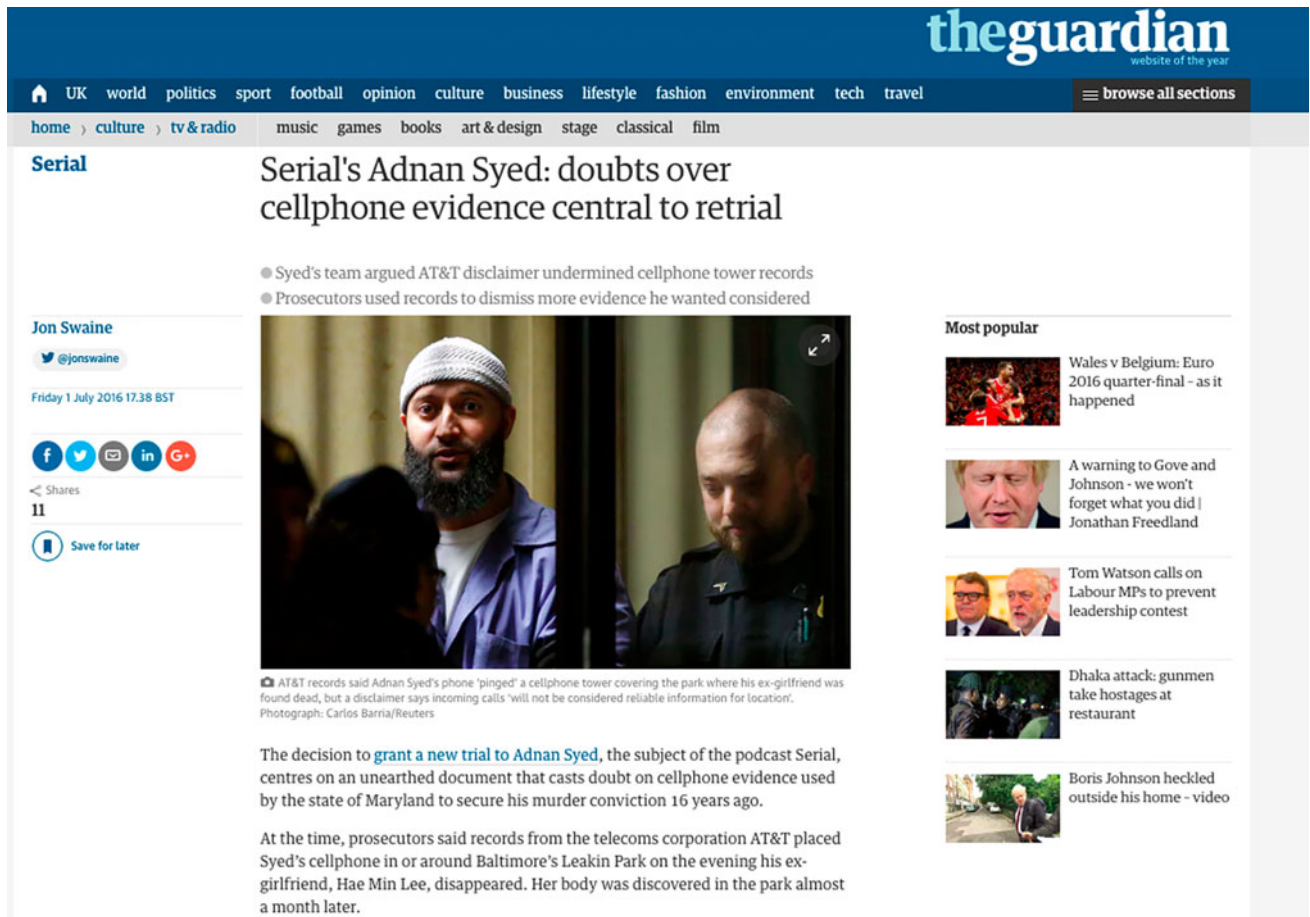 theguardian
website of the year
UK world politics sport football opinion culture business lifestyle fashion environment tech travel
browse all sections
home › culture › tv & radio music games books art & design stage classical film
Serial
Serial's Adnan Syed: doubts over
cellphone evidence central to retrial
Syed's team argued AT&T disclaimer undermined cellphone tower records
Prosecutors used records to dismiss more evidence he wanted considered
Jon Swaine
@jonswaine
Friday 1 July 2016 17.38 BST
f in G+
Shares
11
Save for later
AT&T records said Adnan Syed's phone 'pinged' a cellphone tower covering the park where his ex-girlfriend was
found dead, but a disclaimer says incoming calls 'will not be considered reliable information for location'.
Photograph: Carlos Barria/Reuters
The decision to grant a new trial to Adnan Syed, the subject of the podcast Serial,
centres on an unearthed document that casts doubt on cellphone evidence used
by the state of Maryland to secure his murder conviction 16 years ago.
At the time, prosecutors said records from the telecoms corporation AT&T placed
Syed's cellphone in or around Baltimore's Leakin Park on the evening his ex-
girlfriend, Hae Min Lee, disappeared. Her body was discovered in the park almost
a month later.
Most popular
Wales v Belgium: Euro
2016 quarter-final - as it
happened
A warning to Gove and
Johnson - we won't
forget what you did |
Jonathan Freedland
Tom Watson calls on
Labour MPs to prevent
leadership contest
Dhaka attack: gunmen
take hostages at
restaurant
Boris Johnson heckled
outside his home - video